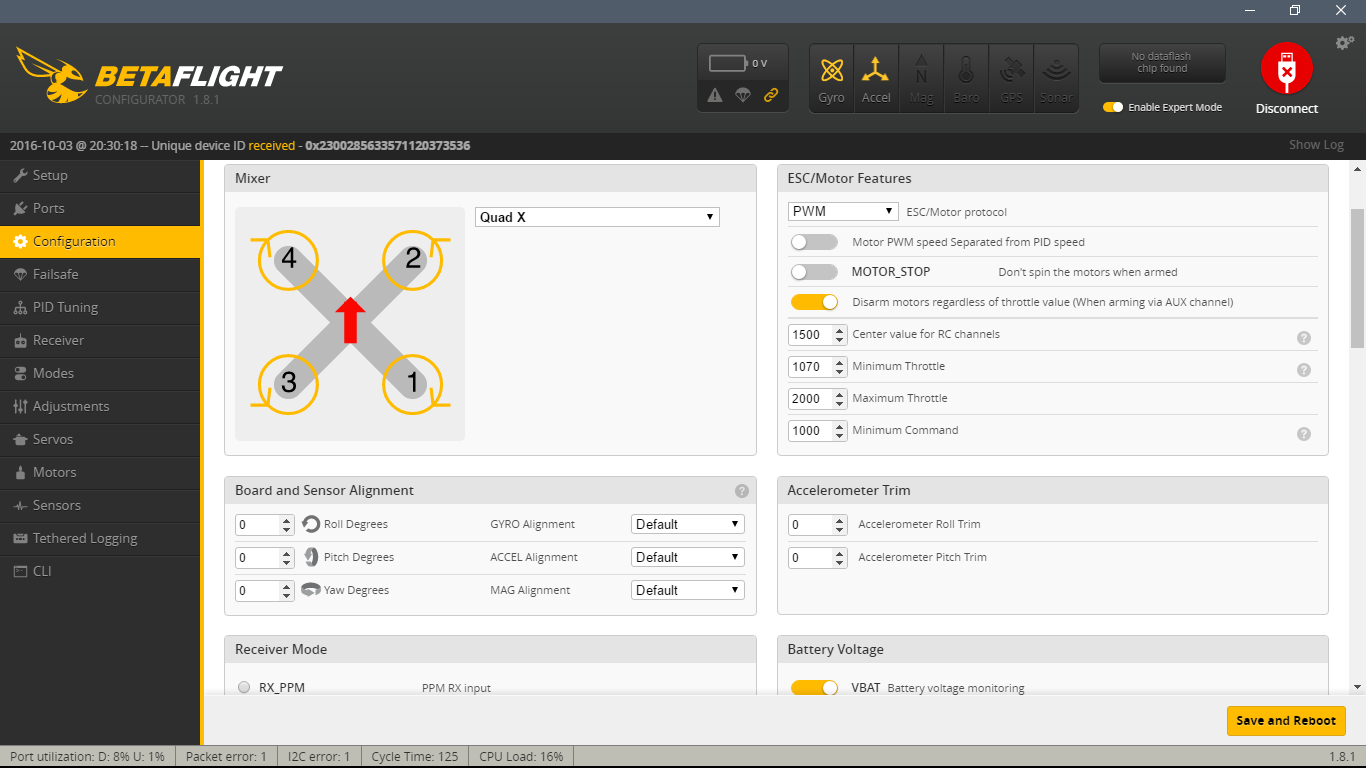 BETAFLIGHT
CONFIGURATOR 1.8.1
0 V
Gyro
Accel
Mag
Baro
GPS
Sonar
No dataflash
chip found
Enable Expert Mode
Disconnect
2016-10-03 @ 20:30:18 -- Unique device ID received - 0x2300285633571120373536
Show Log
Setup
Ports
Configuration
Failsafe
PID Tuning
Receiver
Modes
Adjustments
Servos
Motors
Sensors
Tethered Logging
CLI
Mixer
4
2
3
1
Quad X
ESC/Motor Features
PWM ESC/Motor protocol
Motor PWM speed Separated from PID speed
MOTOR_STOP Don't spin the motors when armed
Disarm motors regardless of throttle value (When arming via AUX channel)
1500 Center value for RC channels ?
1070 Minimum Throttle ?
2000 Maximum Throttle
1000 Minimum Command ?
Board and Sensor Alignment ?
0 Roll Degrees GYRO Alignment Default
0 Pitch Degrees ACCEL Alignment Default
0 Yaw Degrees MAG Alignment Default
Accelerometer Trim
0 Accelerometer Roll Trim
0 Accelerometer Pitch Trim
Receiver Mode
RX_PPM PPM RX input
Battery Voltage
VBAT Battery voltage monitoring
Save and Reboot
Port utilization: D: 8% U: 1% Packet error: 1 I2C error: 1 Cycle Time: 125 CPU Load: 16% 1.8.1